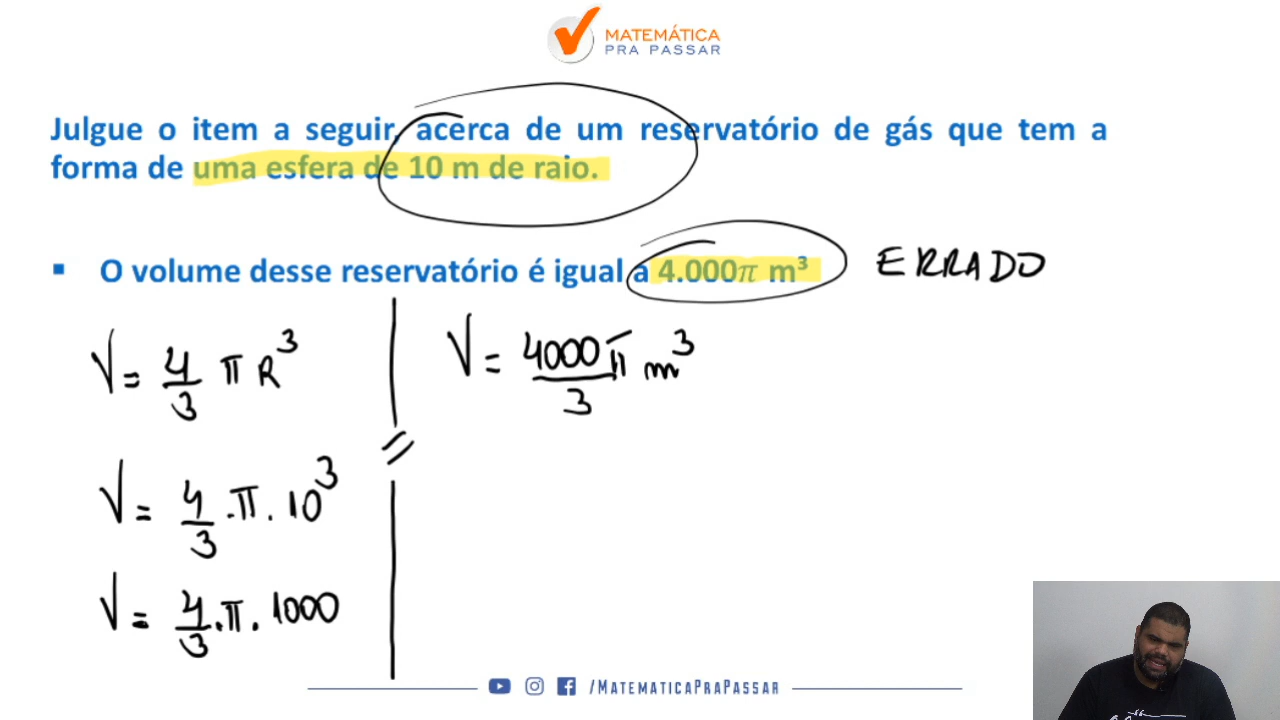 MATEMÁTICA
PRA PASSAR
Julgue o item a seguir, acerca de um reservatório de gás que tem a
forma de uma esfera de 10 m de raio.
▪ O volume desse reservatório é igual a 4.000π m³ ERRADO
V = 4/3 π R³
V = 4/3 . π . 10³
V = 4/3 . π . 1000
V = 4000π/3 m³
/MATEMATICAPRAPASSAR